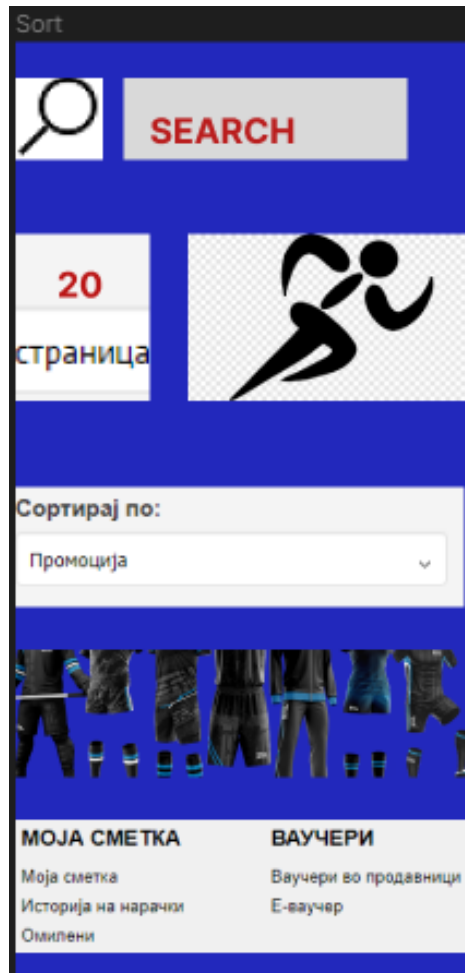 Sort
SEARCH
20
страница
Сортирај по:
Промоција
МОЈА СМЕТКА
Моја сметка
Историја на нарачки
Омилени
ВАУЧЕРИ
Ваучери во продавници
Е-ваучер